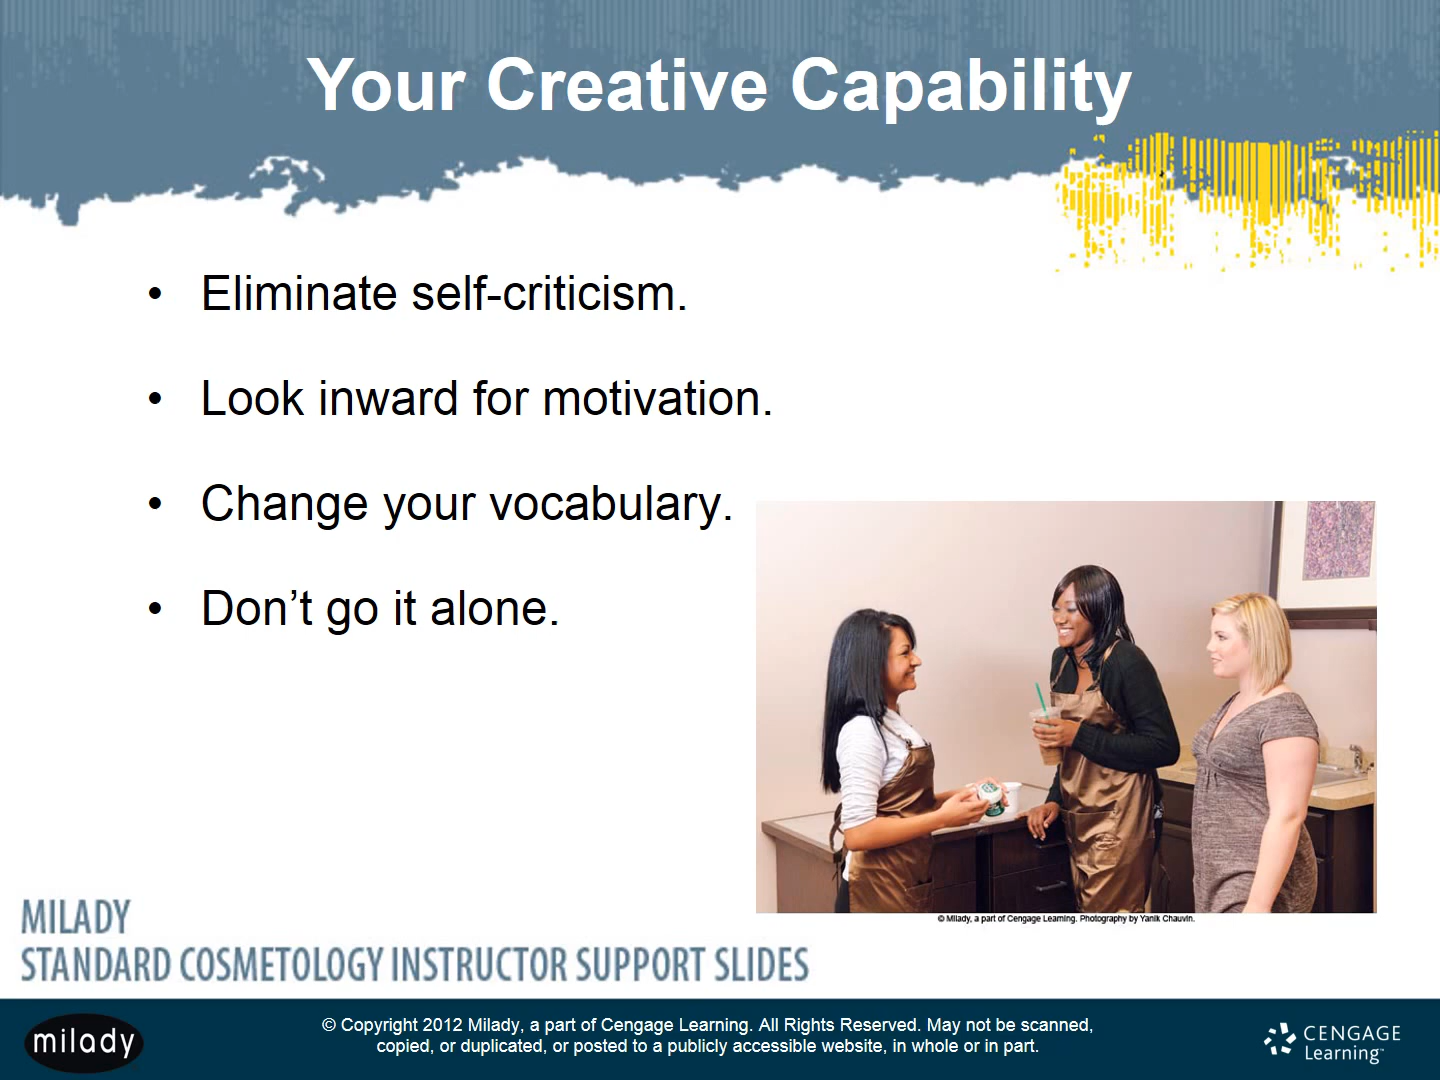 Your Creative Capability
• Eliminate self-criticism.
• Look inward for motivation.
• Change your vocabulary.
• Don’t go it alone.
© Milady, a part of Cengage Learning. Photography by Yanik Chauvin.
MILADY
STANDARD COSMETOLOGY INSTRUCTOR SUPPORT SLIDES
milady
© Copyright 2012 Milady, a part of Cengage Learning. All Rights Reserved. May not be scanned,
copied, or duplicated, or posted to a publicly accessible website, in whole or in part.
CENGAGE
Learning™